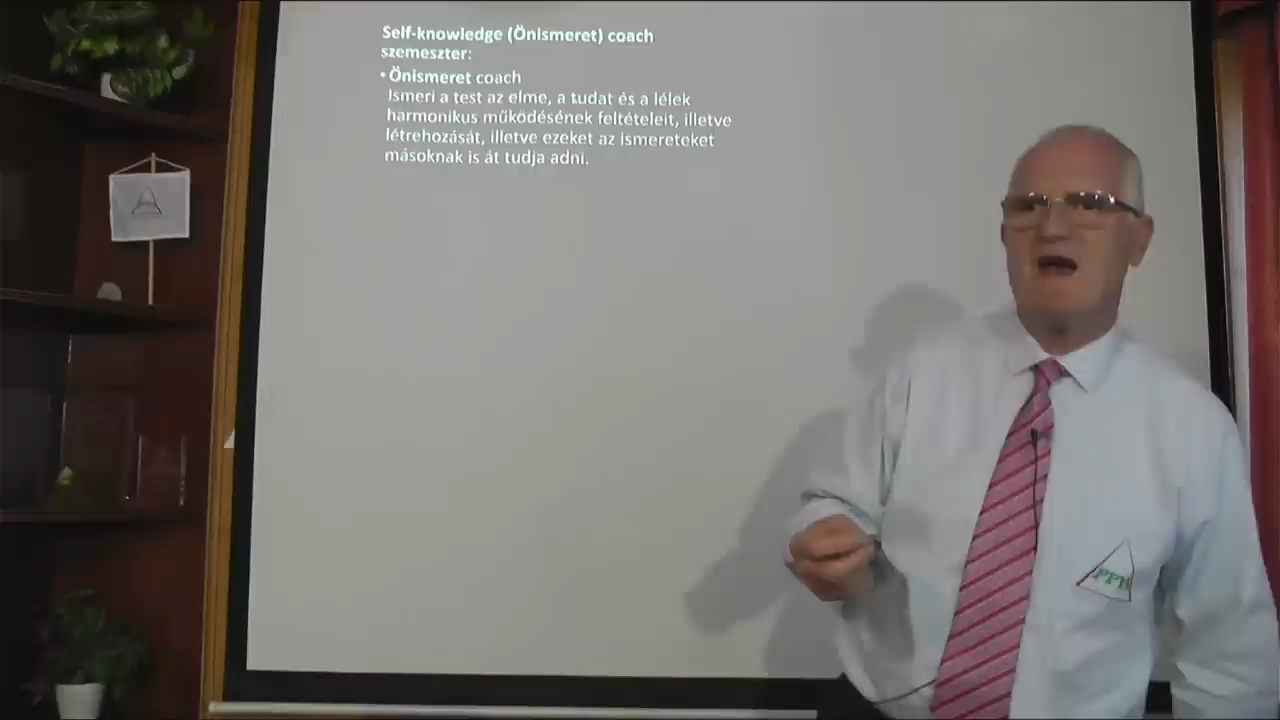 Self-knowledge (Önismeret) coach
szemeszter:
• Önismeret coach
Ismeri a test az elme, a tudat és a lélek
harmonikus működésének feltételeit, illetve
létrehozását, illetve ezeket az ismereteket
másoknak is át tudja adni.